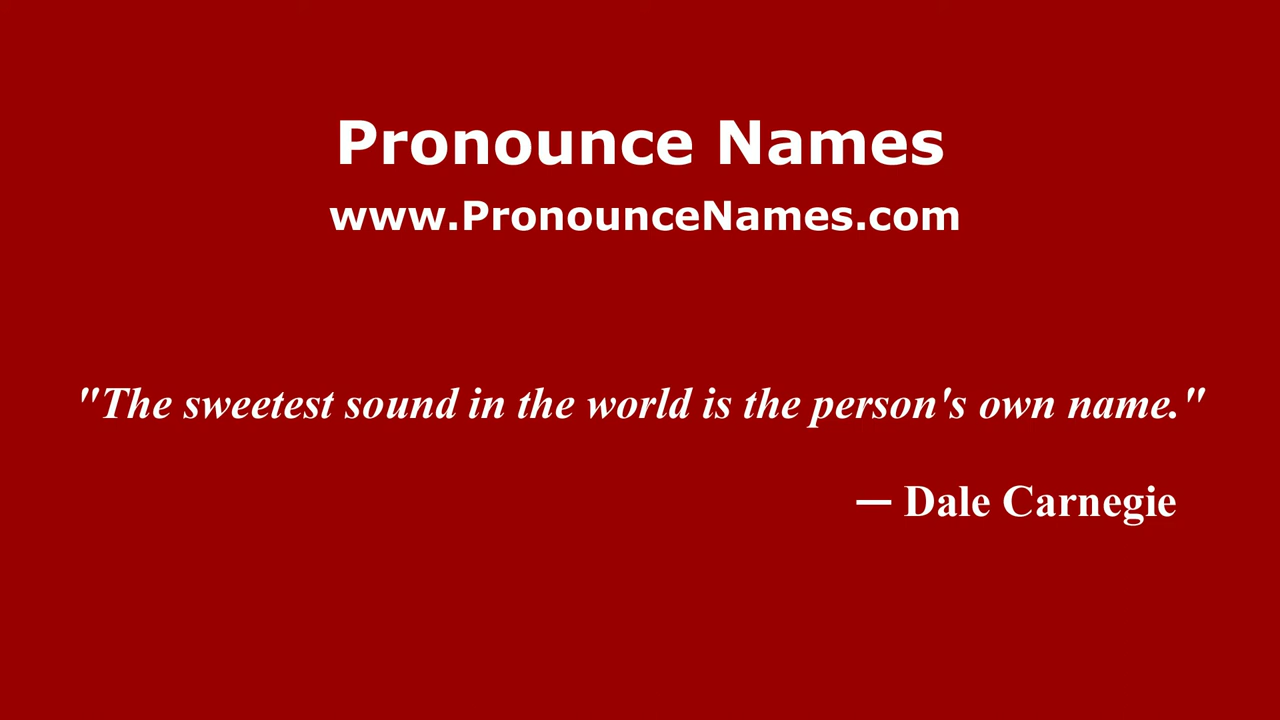 Pronounce Names
www.PronounceNames.com
"The sweetest sound in the world is the person's own name."
— Dale Carnegie